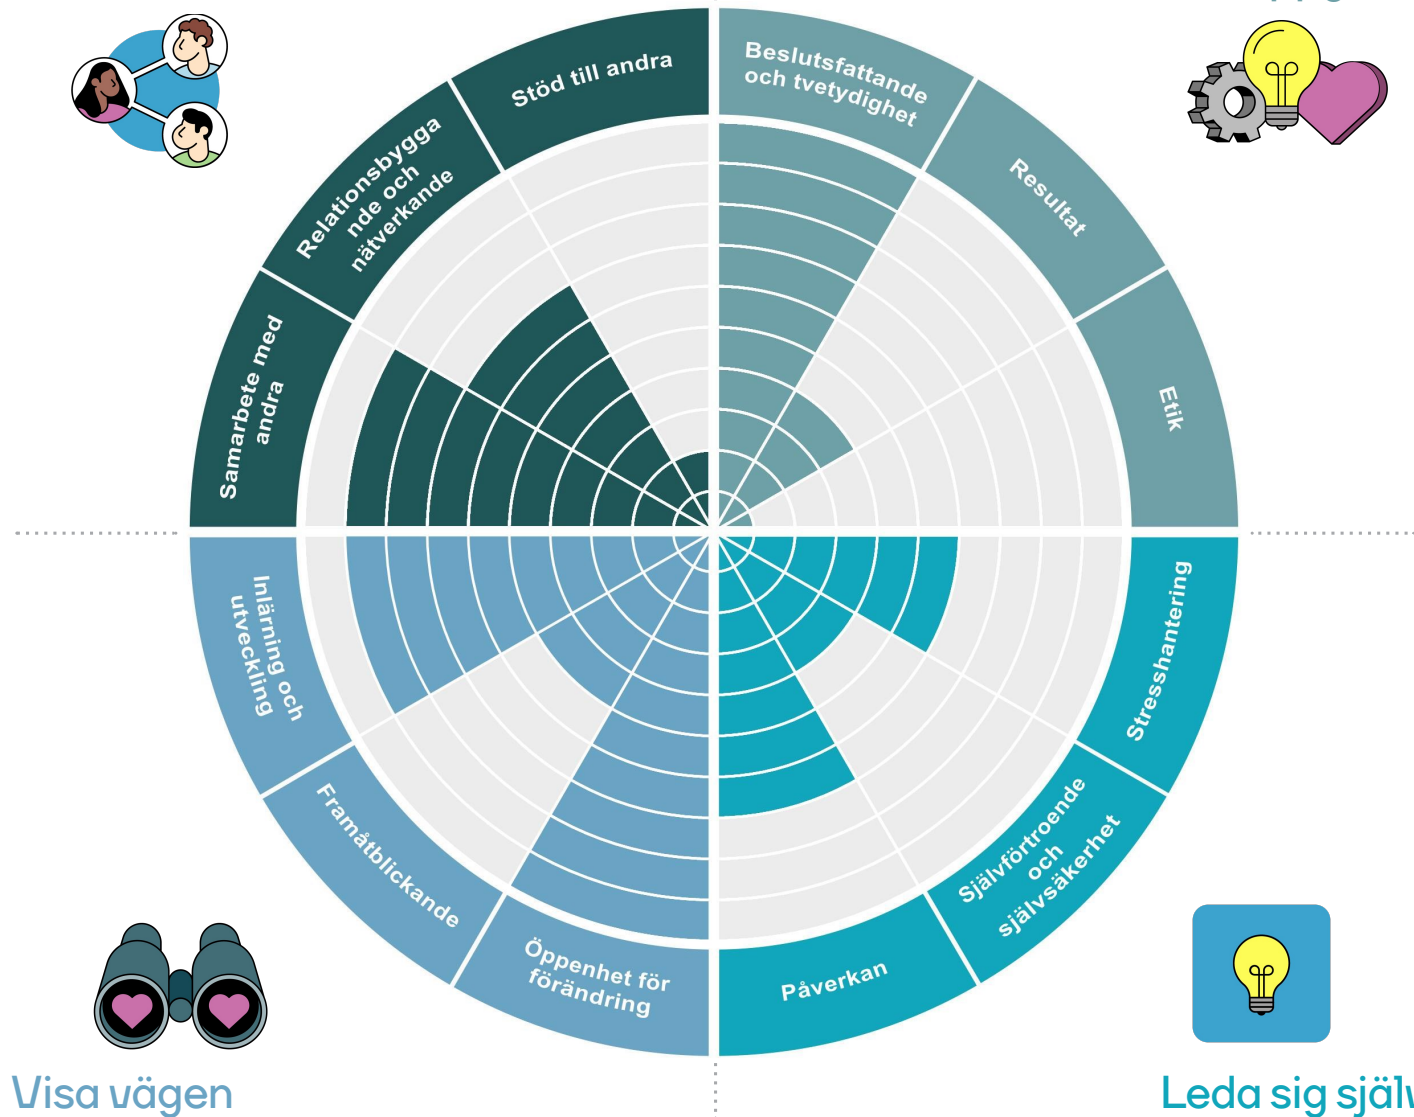 Stöd till andra
Beslutsfattande
och tvetydighet
Relationsbygga
nde och
nätverkande
Resultat
Samarbete med
andra
Etik
Inlärning och
utveckling
Stresshantering
Framåtblickande
Självförtroende
och
självsäkerhet
Öppenhet för
förändring
Påverkan
Visa vägen
Leda sig själv